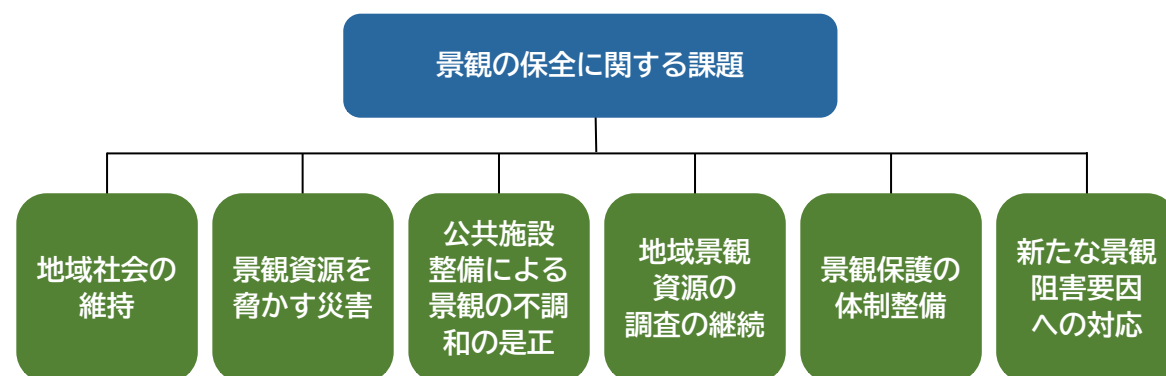 景観の保全に関する課題
地域社会の
維持
景観資源を
脅かす災害
公共施設
整備による
景観の不調
和の是正
地域景観
資源の
調査の継続
景観保護の
体制整備
新たな景観
阻害要因
への対応